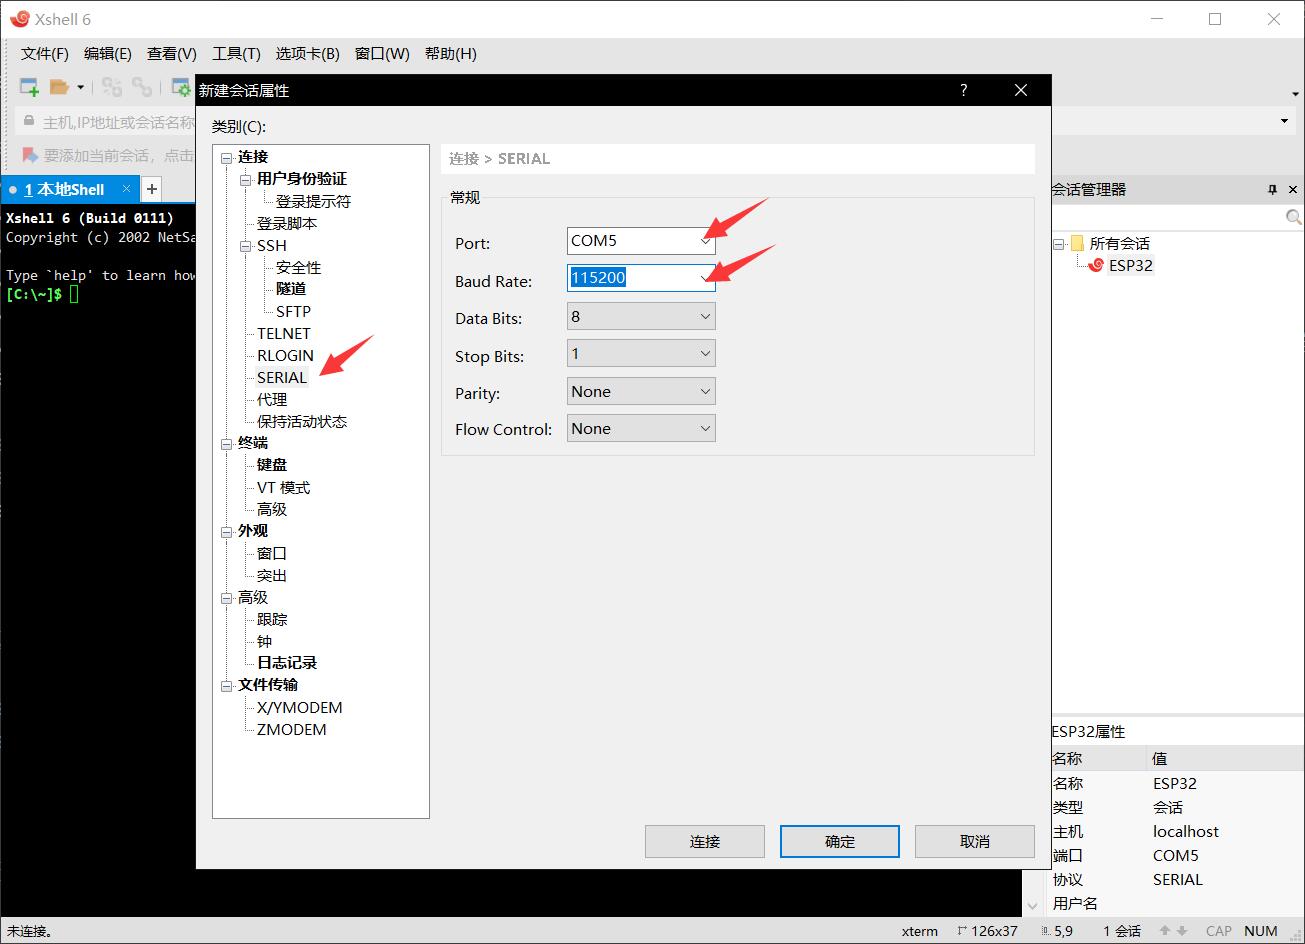 Xshell 6
文件(F) 编辑(E) 查看(V) 工具(T) 选项卡(B) 窗口(W) 帮助(H)
主机,IP地址或会话名称
要添加当前会话，点击
1 本地Shell × +
Xshell 6 (Build 0111)
Copyright (c) 2002 NetSa
Type `help' to learn how
[C:\~]$
新建会话属性
类别(C):
连接
用户身份验证
登录提示符
登录脚本
SSH
安全性
隧道
SFTP
TELNET
RLOGIN
SERIAL
代理
保持活动状态
终端
键盘
VT 模式
高级
外观
窗口
突出
高级
跟踪
钟
日志记录
文件传输
X/YMODEM
ZMODEM
连接 > SERIAL
常规
Port: COM5
Baud Rate: 115200
Data Bits: 8
Stop Bits: 1
Parity: None
Flow Control: None
连接 确定 取消
会话管理器
所有会话
ESP32
ESP32属性
名称 值
名称 ESP32
类型 会话
主机 localhost
端口 COM5
协议 SERIAL
用户名
未连接。 xterm 126x37 5,9 1 会话 CAP NUM